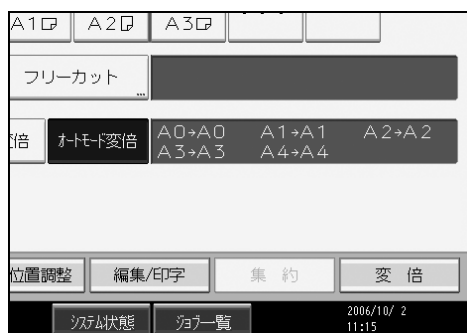 A1 A2 A3
フリーカット
...
倍 オートモード変倍 A0→A0 A1→A1 A2→A2
A3→A3 A4→A4
位置調整 編集/印字 集約 変倍
システム状態 ジョブ一覧 2006/10/ 2
11:15